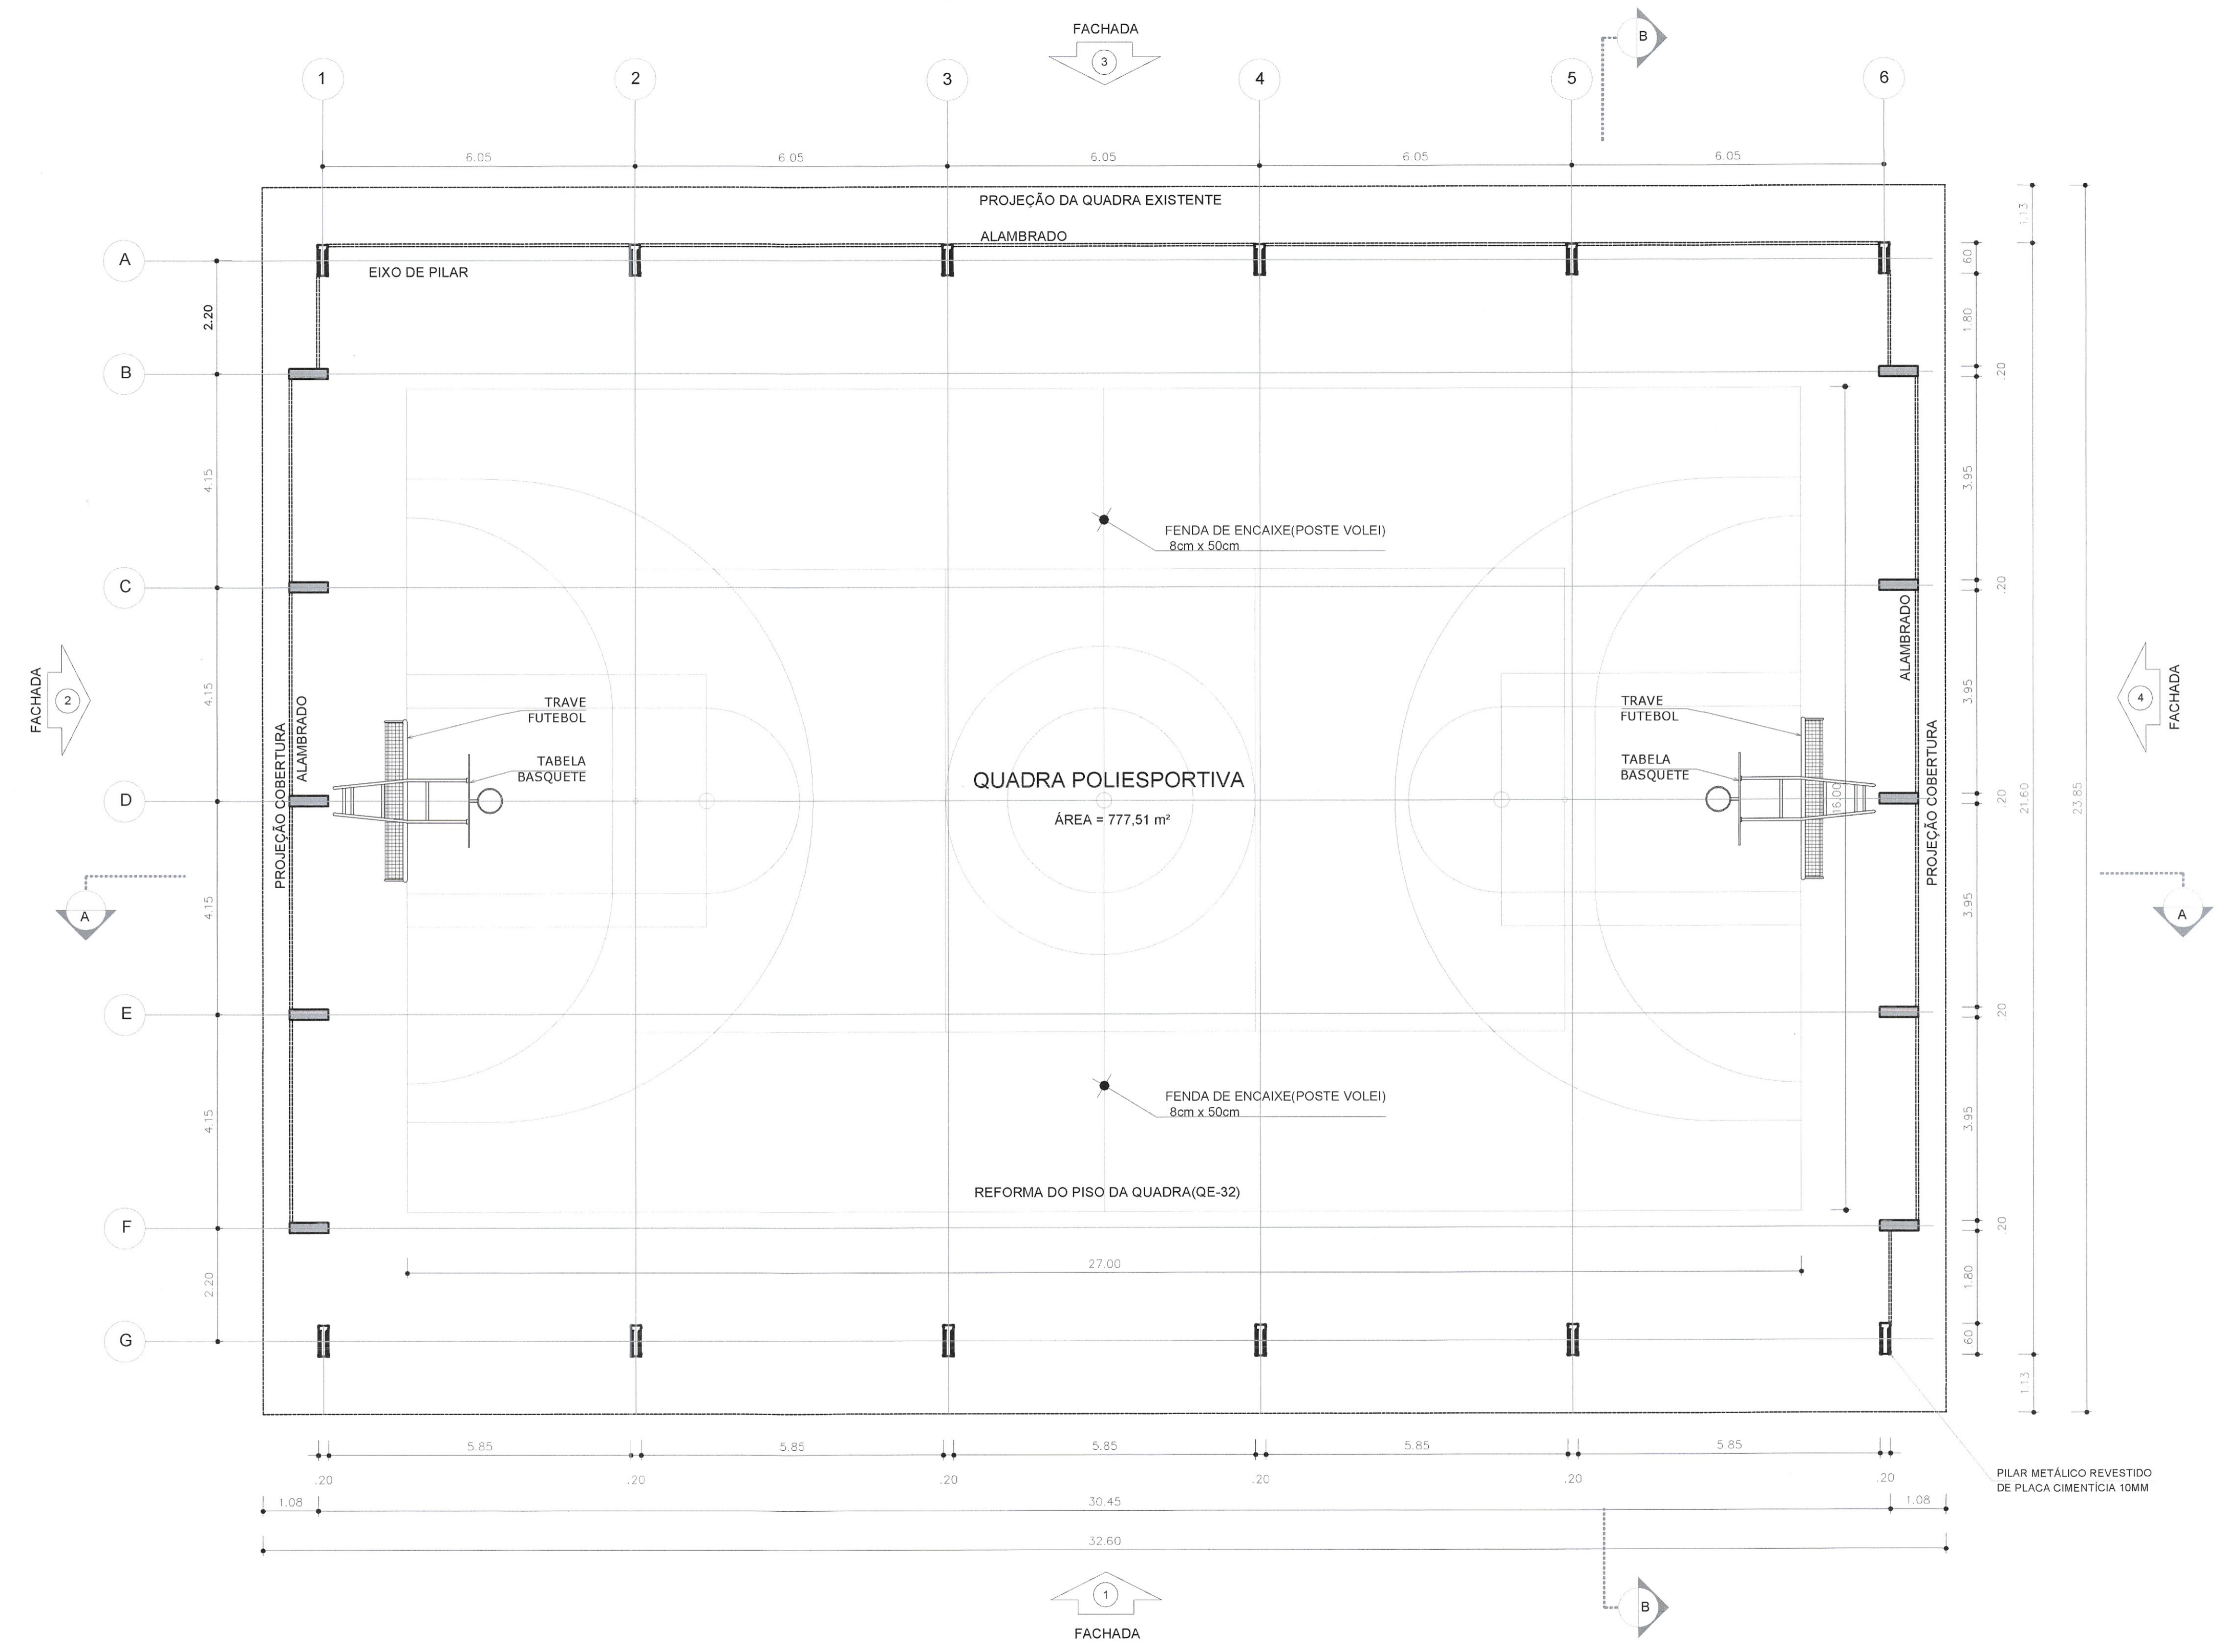 FACHADA
3
B
1
2
3
4
5
6
6.05
6.05
6.05
6.05
6.05
PROJEÇÃO DA QUADRA EXISTENTE
ALAMBRADO
EIXO DE PILAR
A
B
C
D
E
F
G
2.20
4.15
4.15
4.15
4.15
2.20
1.13
.60
1.80
.20
3.95
.20
3.95
.20
3.95
.20
3.95
.20
1.80
.60
1.13
21.60
23.85
FENDA DE ENCAIXE(POSTE VOLEI)
8cm x 50cm
FACHADA
2
PROJEÇÃO COBERTURA
ALAMBRADO
TRAVE
FUTEBOL
TABELA
BASQUETE
QUADRA POLIESPORTIVA
ÁREA = 777,51 m²
TRAVE
FUTEBOL
TABELA
BASQUETE
16.00
ALAMBRADO
PROJEÇÃO COBERTURA
4
FACHADA
A
A
FENDA DE ENCAIXE(POSTE VOLEI)
8cm x 50cm
REFORMA DO PISO DA QUADRA(QE-32)
27.00
5.85
5.85
5.85
5.85
5.85
.20
.20
.20
.20
.20
.20
PILAR METÁLICO REVESTIDO
DE PLACA CIMENTÍCIA 10MM
1.08
30.45
1.08
32.60
1
FACHADA
B